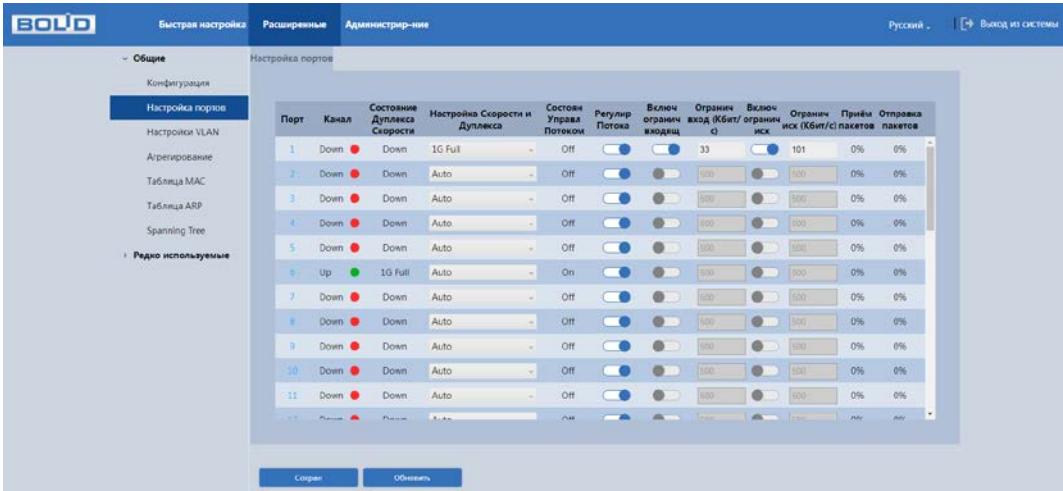 BOLID Быстрая настройка Расширенные Администрир-ние Русский Выход из системы
Общие
Конфигурация
Настройка портов
Настройки VLAN
Агрегирование
Таблица MAC
Таблица ARP
Spanning Tree
Редко используемые
Настройка портов
Порт Канал Состояние Дуплекса Скорости Настройка Скорости и Дуплекса Состоян Управа Потоком Регулир Потока Включ огранич входящ Огранич вход (Кбит/с) Включ огранич исх Огранич исх (Кбит/с) Приём пакетов Отправка пакетов
1 Down Down 1G Full Off 33 101 0% 0%
2 Down Down Auto Off 500 500 0% 0%
3 Down Down Auto Off 500 500 0% 0%
4 Down Down Auto Off 500 500 0% 0%
5 Down Down Auto Off 500 500 0% 0%
6 Up 1G Full Auto On 500 500 0% 0%
7 Down Down Auto Off 500 500 0% 0%
8 Down Down Auto Off 500 500 0% 0%
9 Down Down Auto Off 500 500 0% 0%
10 Down Down Auto Off 500 500 0% 0%
11 Down Down Auto Off 500 500 0% 0%
Сохран Обновить